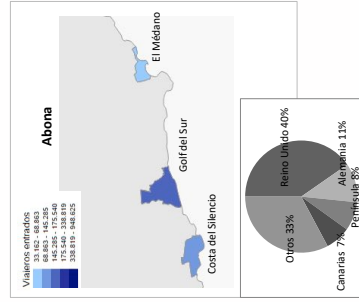 Abona
Viajeros entrados
33.162 - 68.863
68.863 - 145.285
145.285 - 175.540
175.540 - 338.819
338.819 - 948.625
El Médano
Golf del Sur
Costa del Silencio
Reino Unido 40%
Otros 33%
Alemania 11%
Península 8%
Canarias 7%